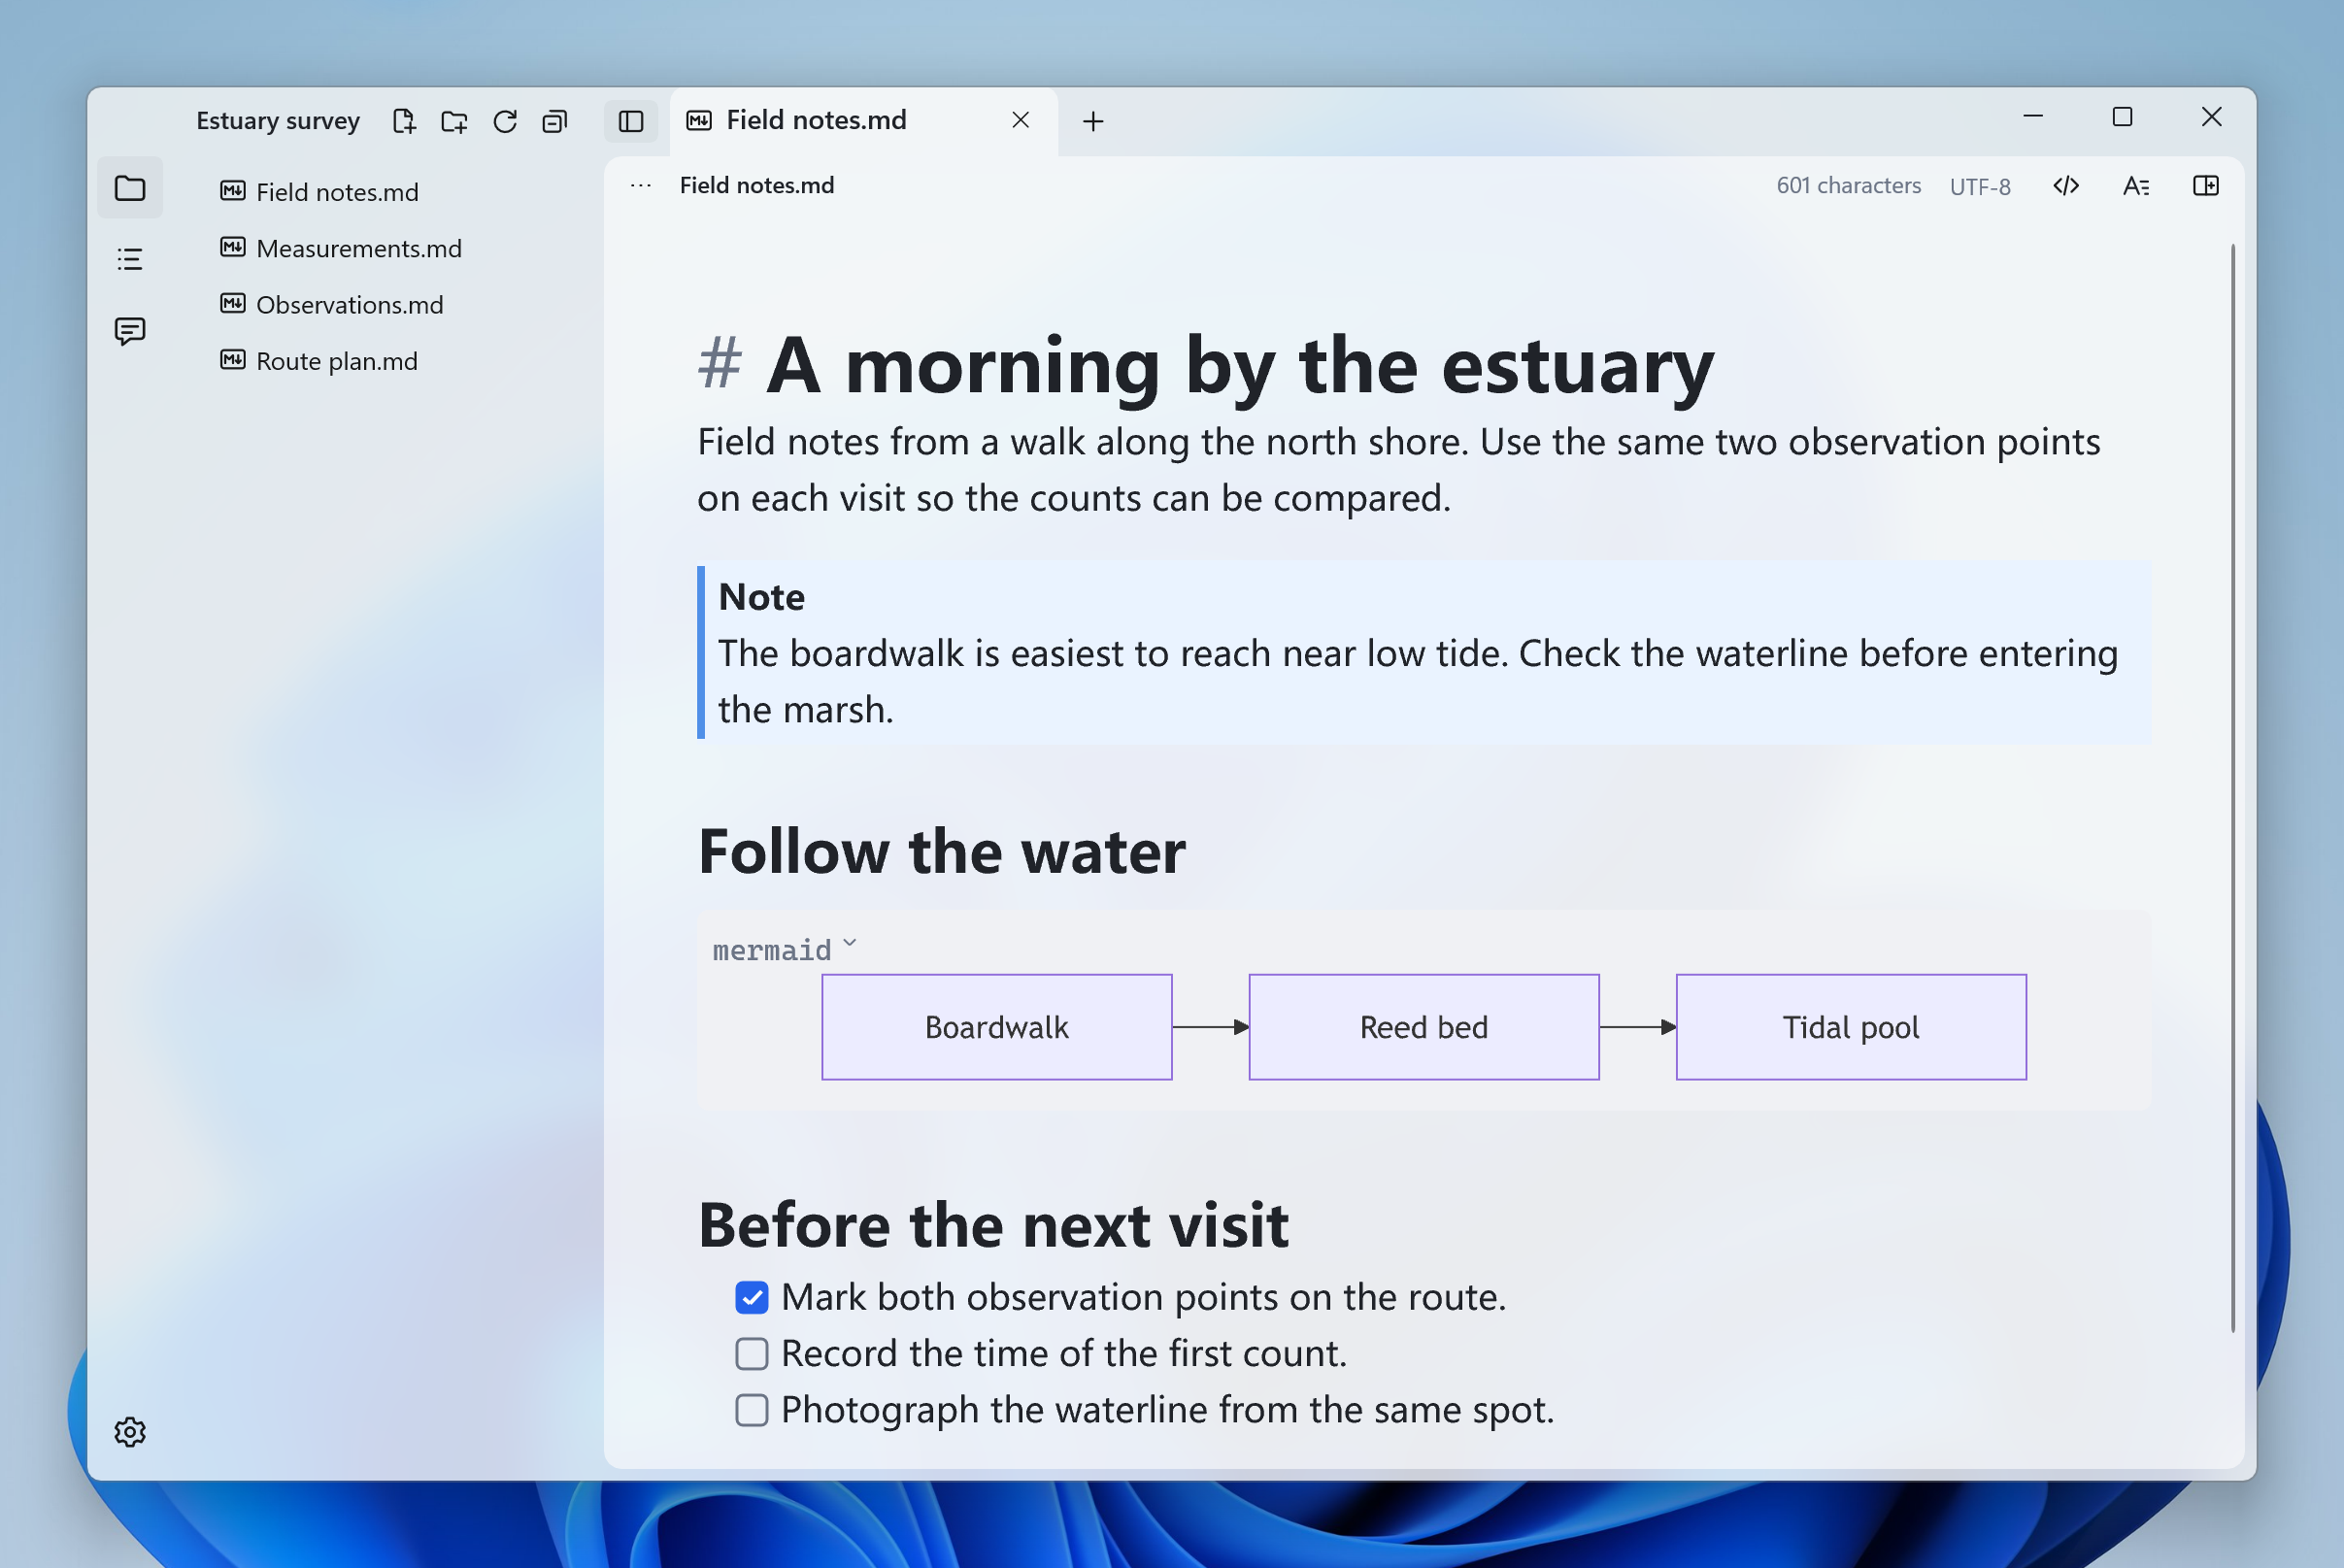 Estuary survey
Field notes.md
Field notes.md
Measurements.md
Observations.md
Route plan.md
Field notes.md
601 characters
UTF-8
# A morning by the estuary
Field notes from a walk along the north shore. Use the same two observation points
on each visit so the counts can be compared.
Note
The boardwalk is easiest to reach near low tide. Check the waterline before entering
the marsh.
Follow the water
mermaid
Boardwalk
Reed bed
Tidal pool
Before the next visit
Mark both observation points on the route.
Record the time of the first count.
Photograph the waterline from the same spot.